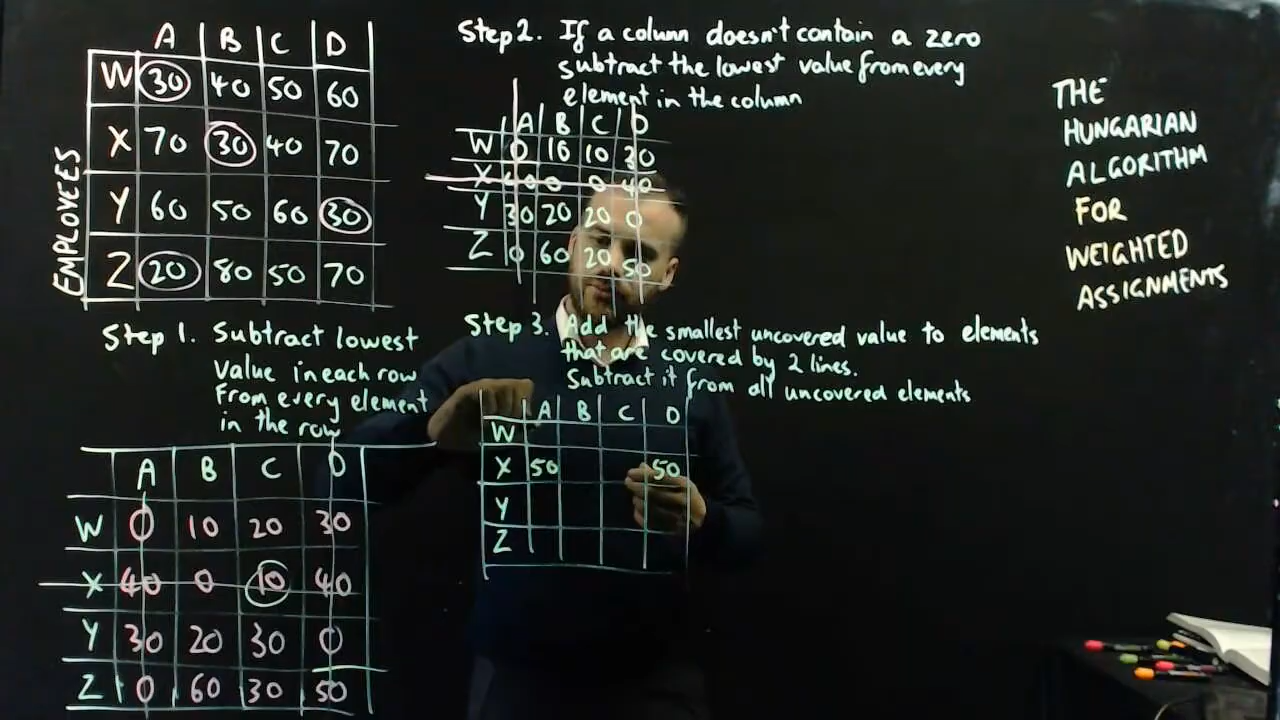 A B C D
W 30 40 50 60
X 70 30 40 70
Y 60 50 60 30
Z 20 80 50 70
EMPLOYEES
Step 1. Subtract lowest
Value in each row
From every element
in the row
A B C D
W 0 10 20 30
X 40 0 10 40
Y 30 20 30 0
Z 0 60 30 50
Step 2. If a column doesn't contain a zero
subtract the lowest value from every
element in the column
A B C D
W 0 10 10 30
X 40 0 0 40
Y 30 20 20 0
Z 0 60 20 50
Step 3. Add the smallest uncovered value to elements
that are covered by 2 lines.
Subtract it from all uncovered elements
A B C D
W
X 50 50
Y
Z
THE
HUNGARIAN
ALGORITHM
FOR
WEIGHTED
ASSIGNMENTS